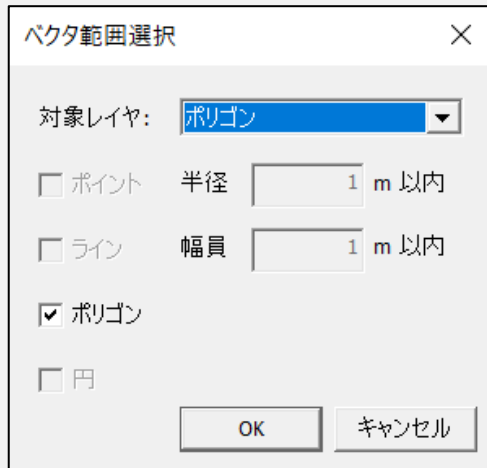 ベクタ範囲選択
対象レイヤ: ポリゴン
ポイント 半径 1 m 以内
ライン 幅員 1 m 以内
ポリゴン
円
OK キャンセル